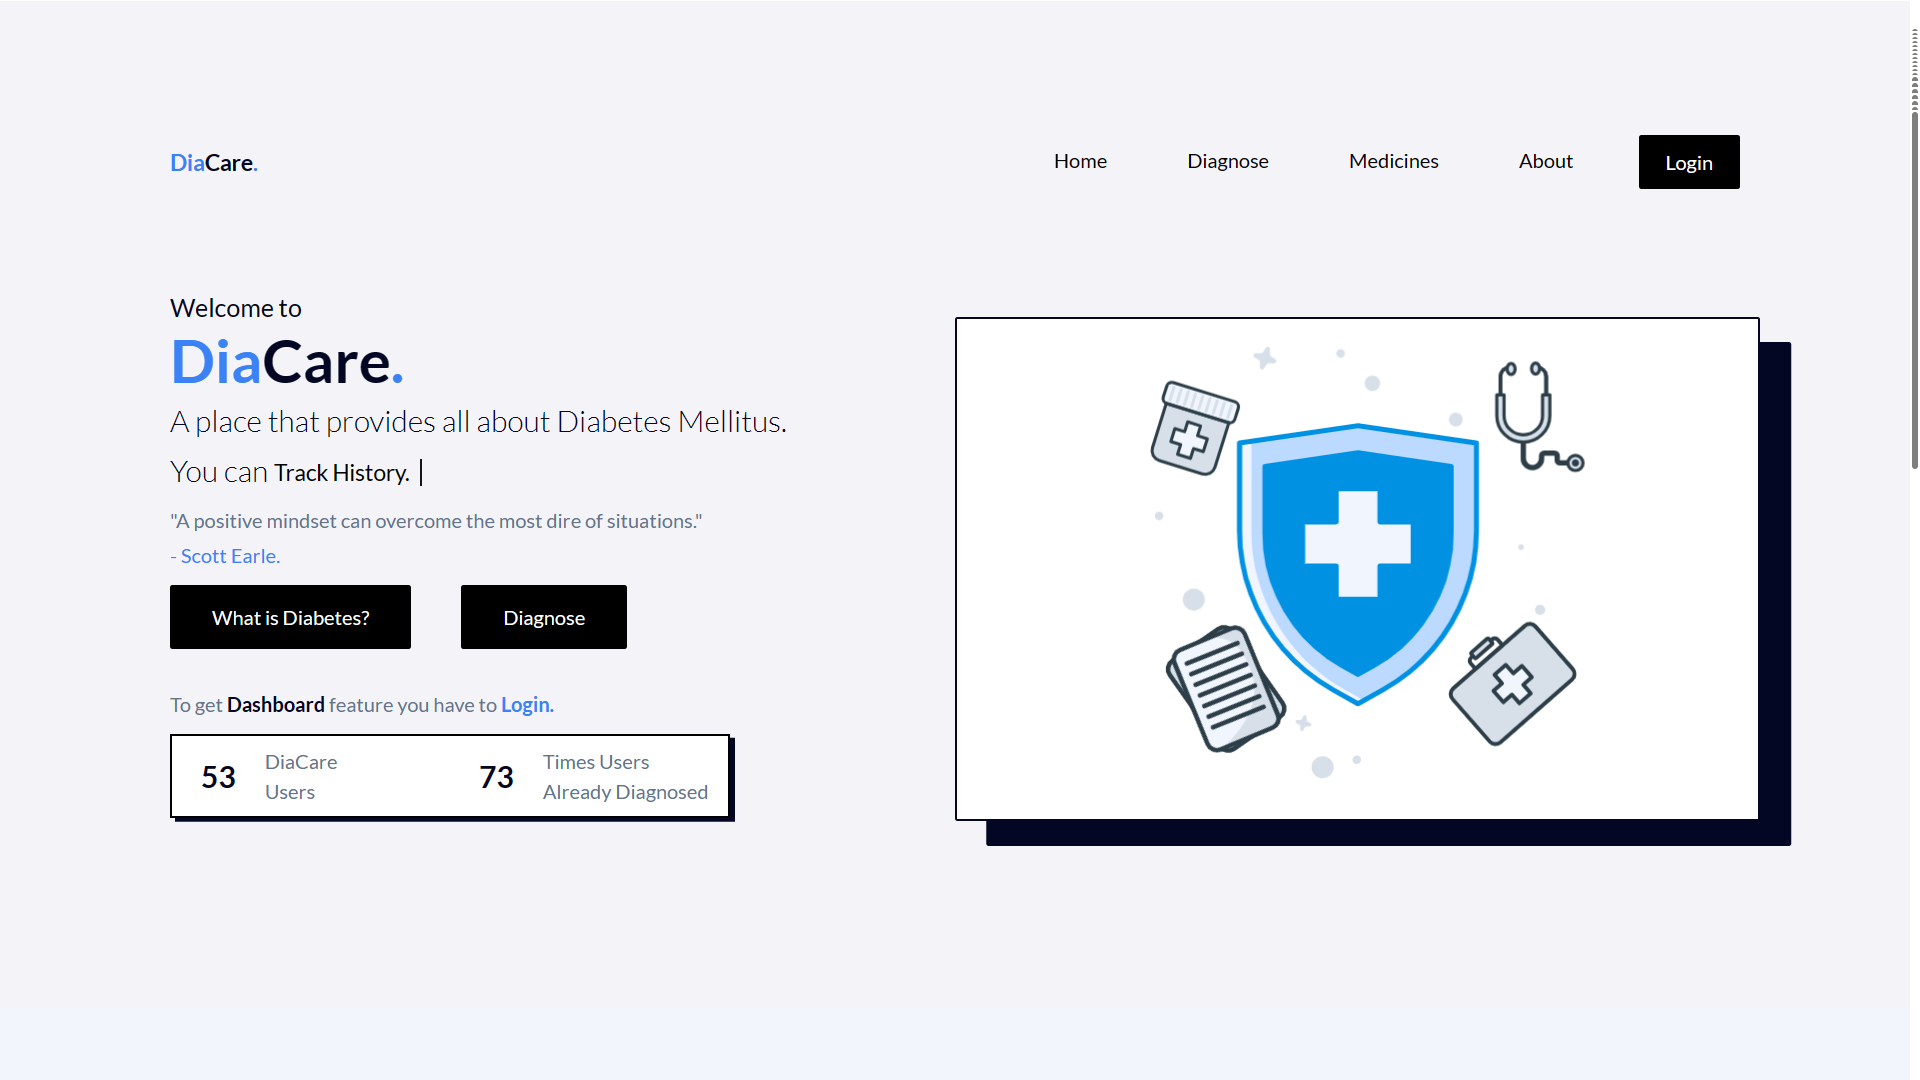 DiaCare.
Home
Diagnose
Medicines
About
Login
Welcome to
DiaCare.
A place that provides all about Diabetes Mellitus.
You can Track History.
"A positive mindset can overcome the most dire of situations."
- Scott Earle.
What is Diabetes?
Diagnose
To get Dashboard feature you have to Login.
53
DiaCare
Users
73
Times Users
Already Diagnosed